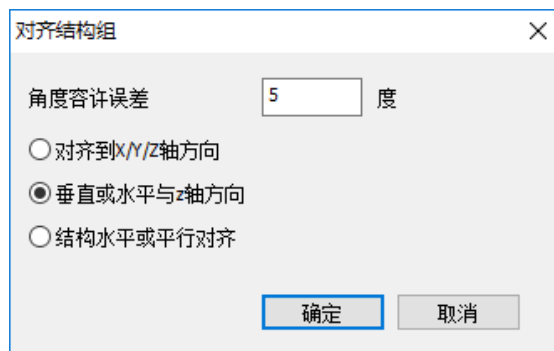 对齐结构组
角度容许误差 5 度
对齐到X/Y/Z轴方向
垂直或水平与z轴方向
结构水平或平行对齐
确定 取消